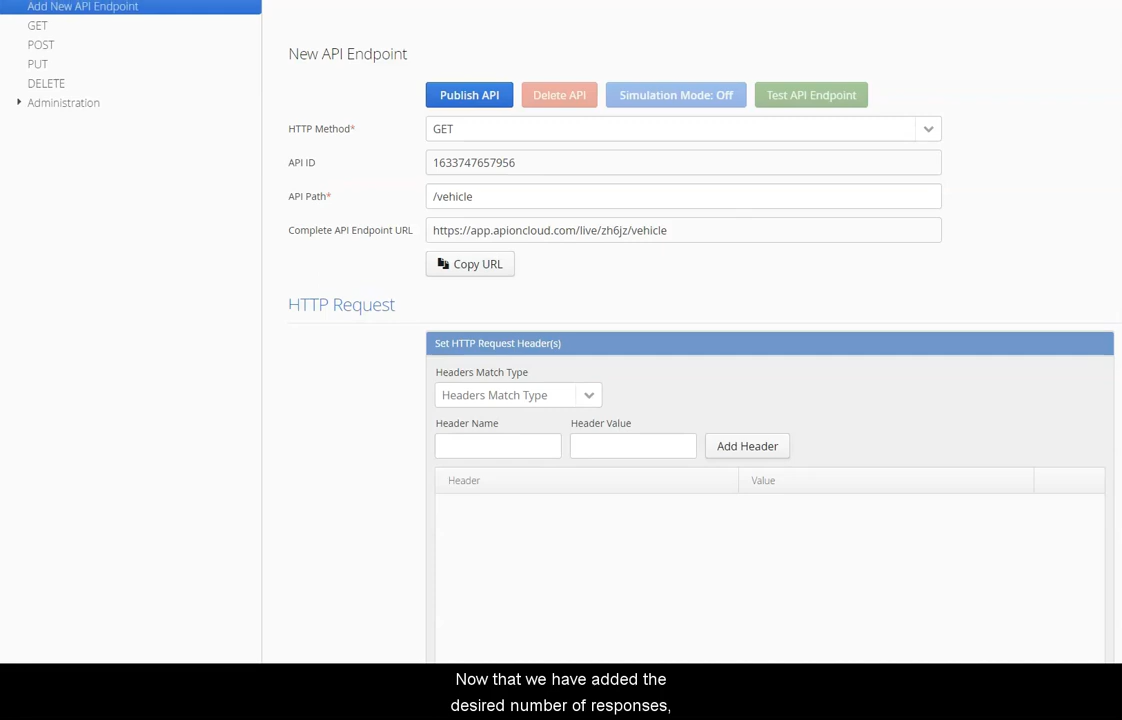 Add New API Endpoint
GET
POST
PUT
DELETE
Administration
New API Endpoint
Publish API Delete API Simulation Mode: Off Test API Endpoint
HTTP Method* GET
API ID 1633747657956
API Path* /vehicle
Complete API Endpoint URL https://app.apioncloud.com/live/zh6jz/vehicle
Copy URL
HTTP Request
Set HTTP Request Header(s)
Headers Match Type
Headers Match Type
Header Name Header Value
Add Header
Header Value
Now that we have added the
desired number of responses,